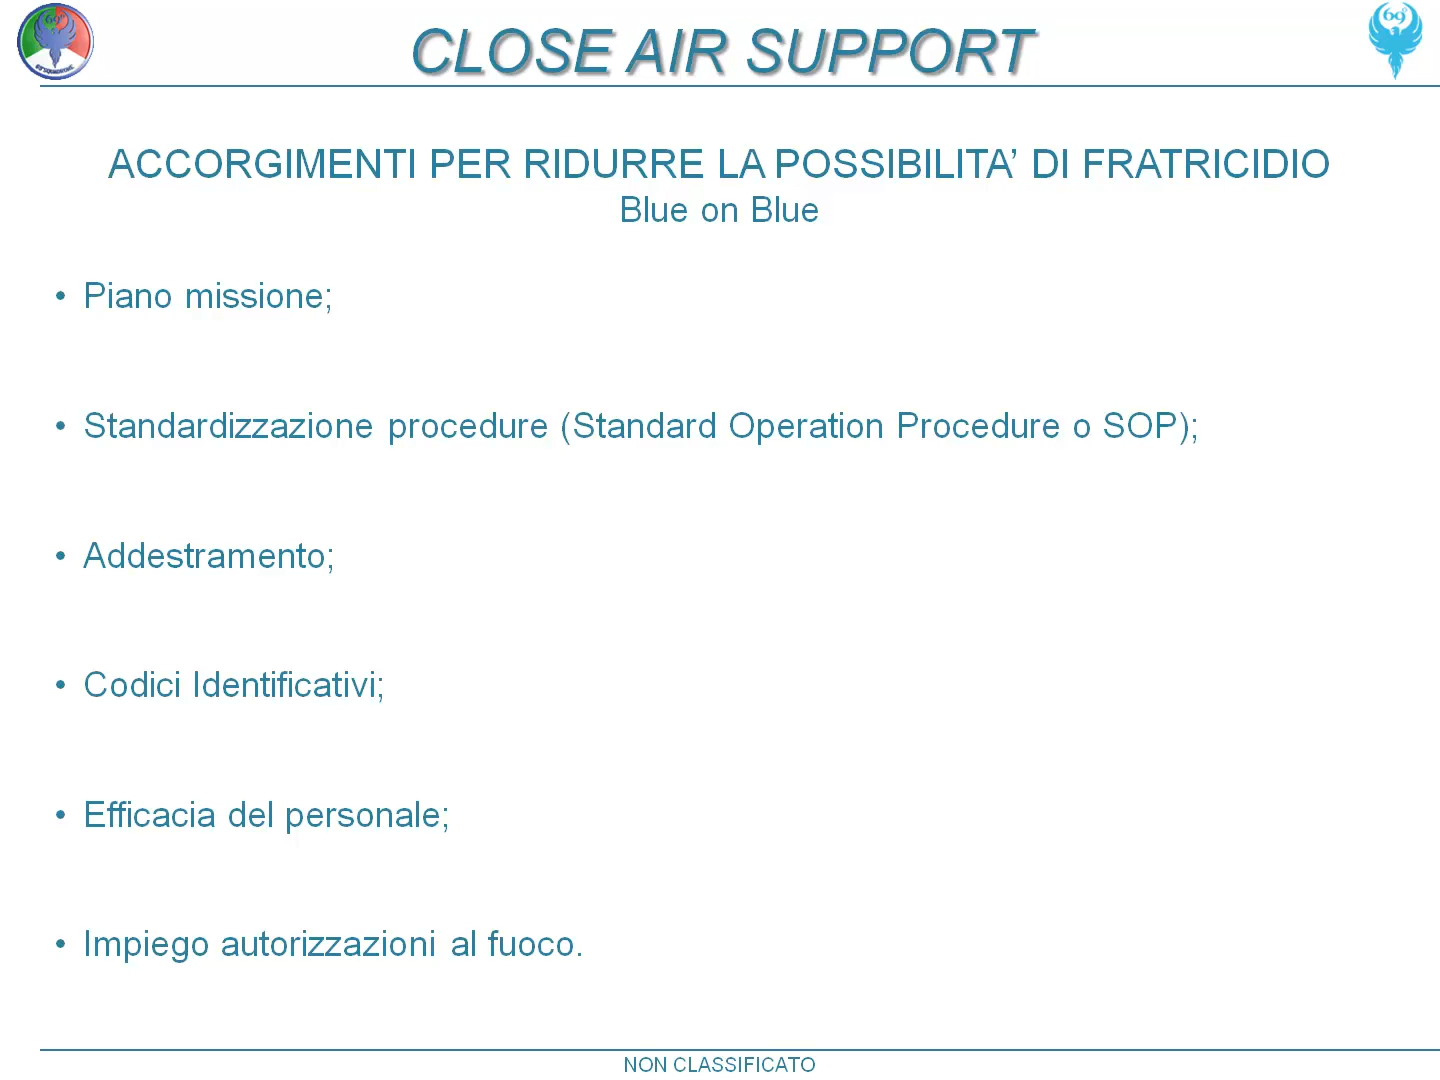 CLOSE AIR SUPPORT
69°
ACCORGIMENTI PER RIDURRE LA POSSIBILITA’ DI FRATRICIDIO
Blue on Blue
• Piano missione;
• Standardizzazione procedure (Standard Operation Procedure o SOP);
• Addestramento;
• Codici Identificativi;
• Efficacia del personale;
• Impiego autorizzazioni al fuoco.
NON CLASSIFICATO